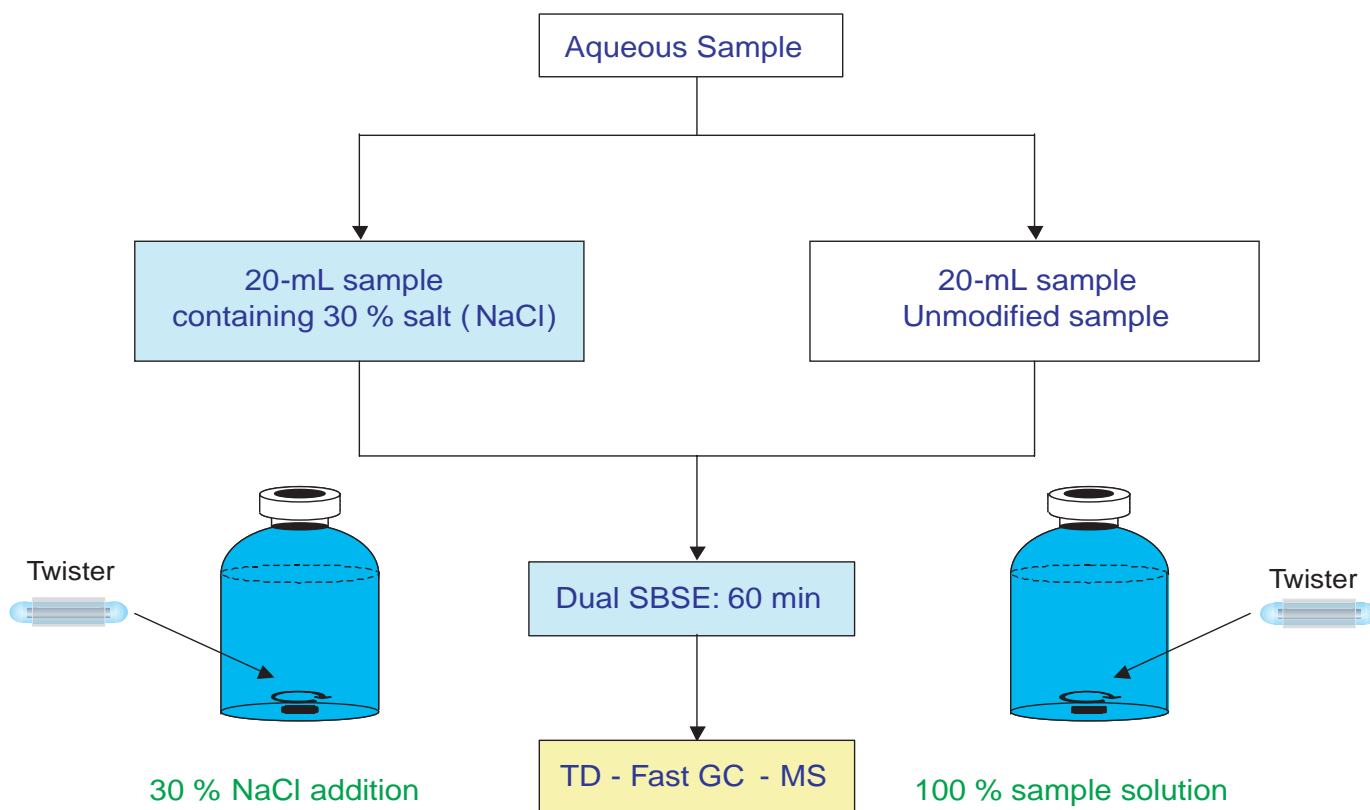 Aqueous Sample
20-mL sample
containing 30 % salt (NaCl)
20-mL sample
Unmodified sample
Twister
Dual SBSE: 60 min
Twister
30 % NaCl addition
TD - Fast GC - MS
100 % sample solution